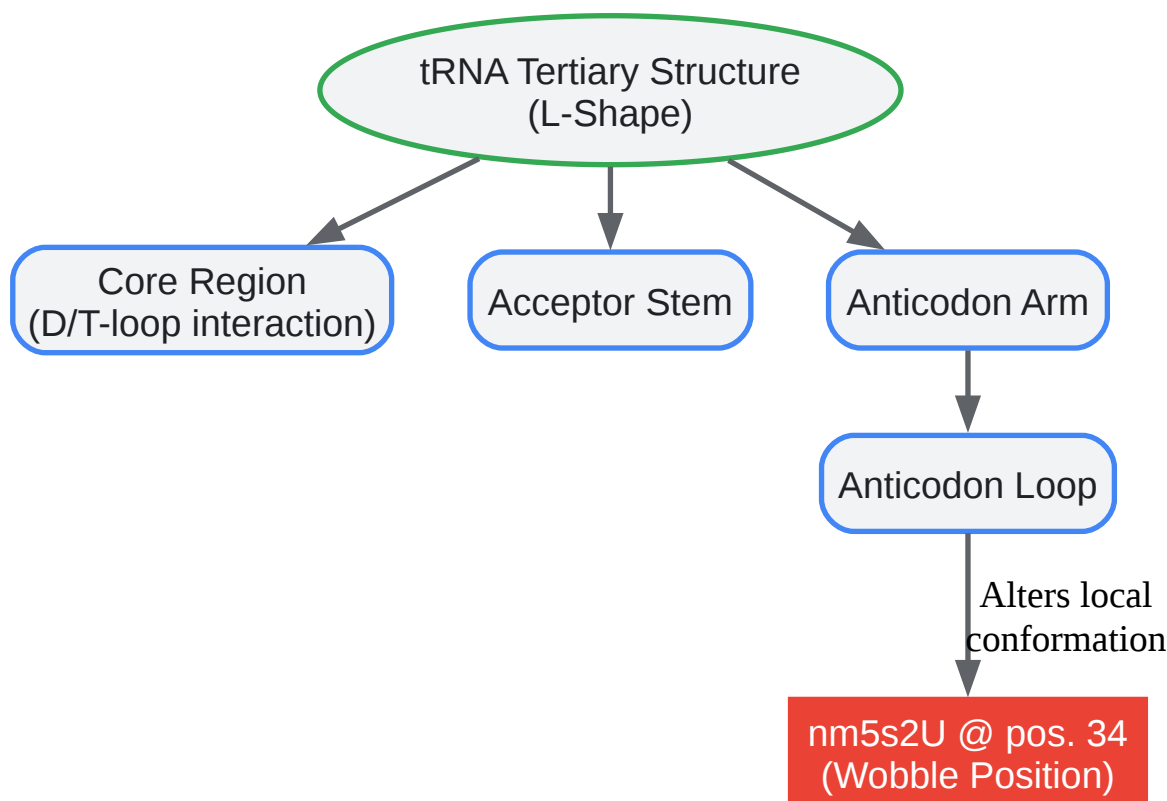 tRNA Tertiary Structure
(L-Shape)
Core Region
(D/T-loop interaction)
Acceptor Stem
Anticodon Arm
Anticodon Loop
Alters local
conformation
nm5s2U @ pos. 34
(Wobble Position)